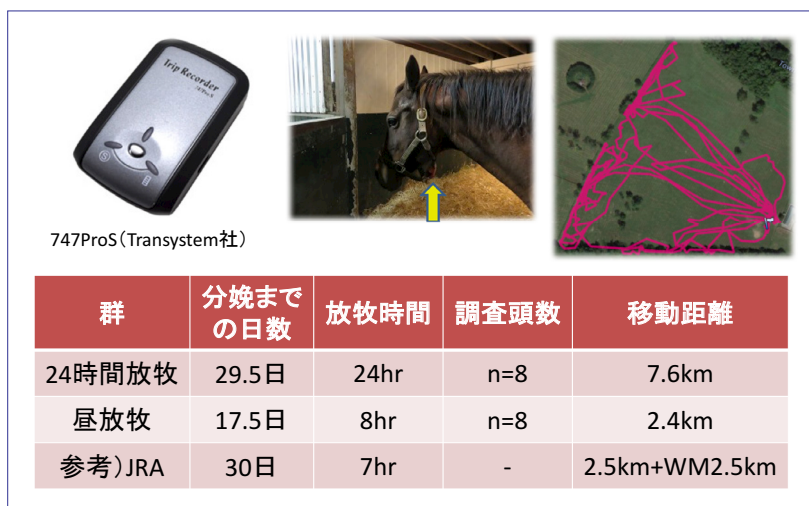 Trip Recorder
747ProS
747ProS(Transystem社)
群 分娩まで の日数 放牧時間 調査頭数 移動距離
24時間放牧 29.5日 24hr n=8 7.6km
昼放牧 17.5日 8hr n=8 2.4km
参考)JRA 30日 7hr - 2.5km+WM2.5km